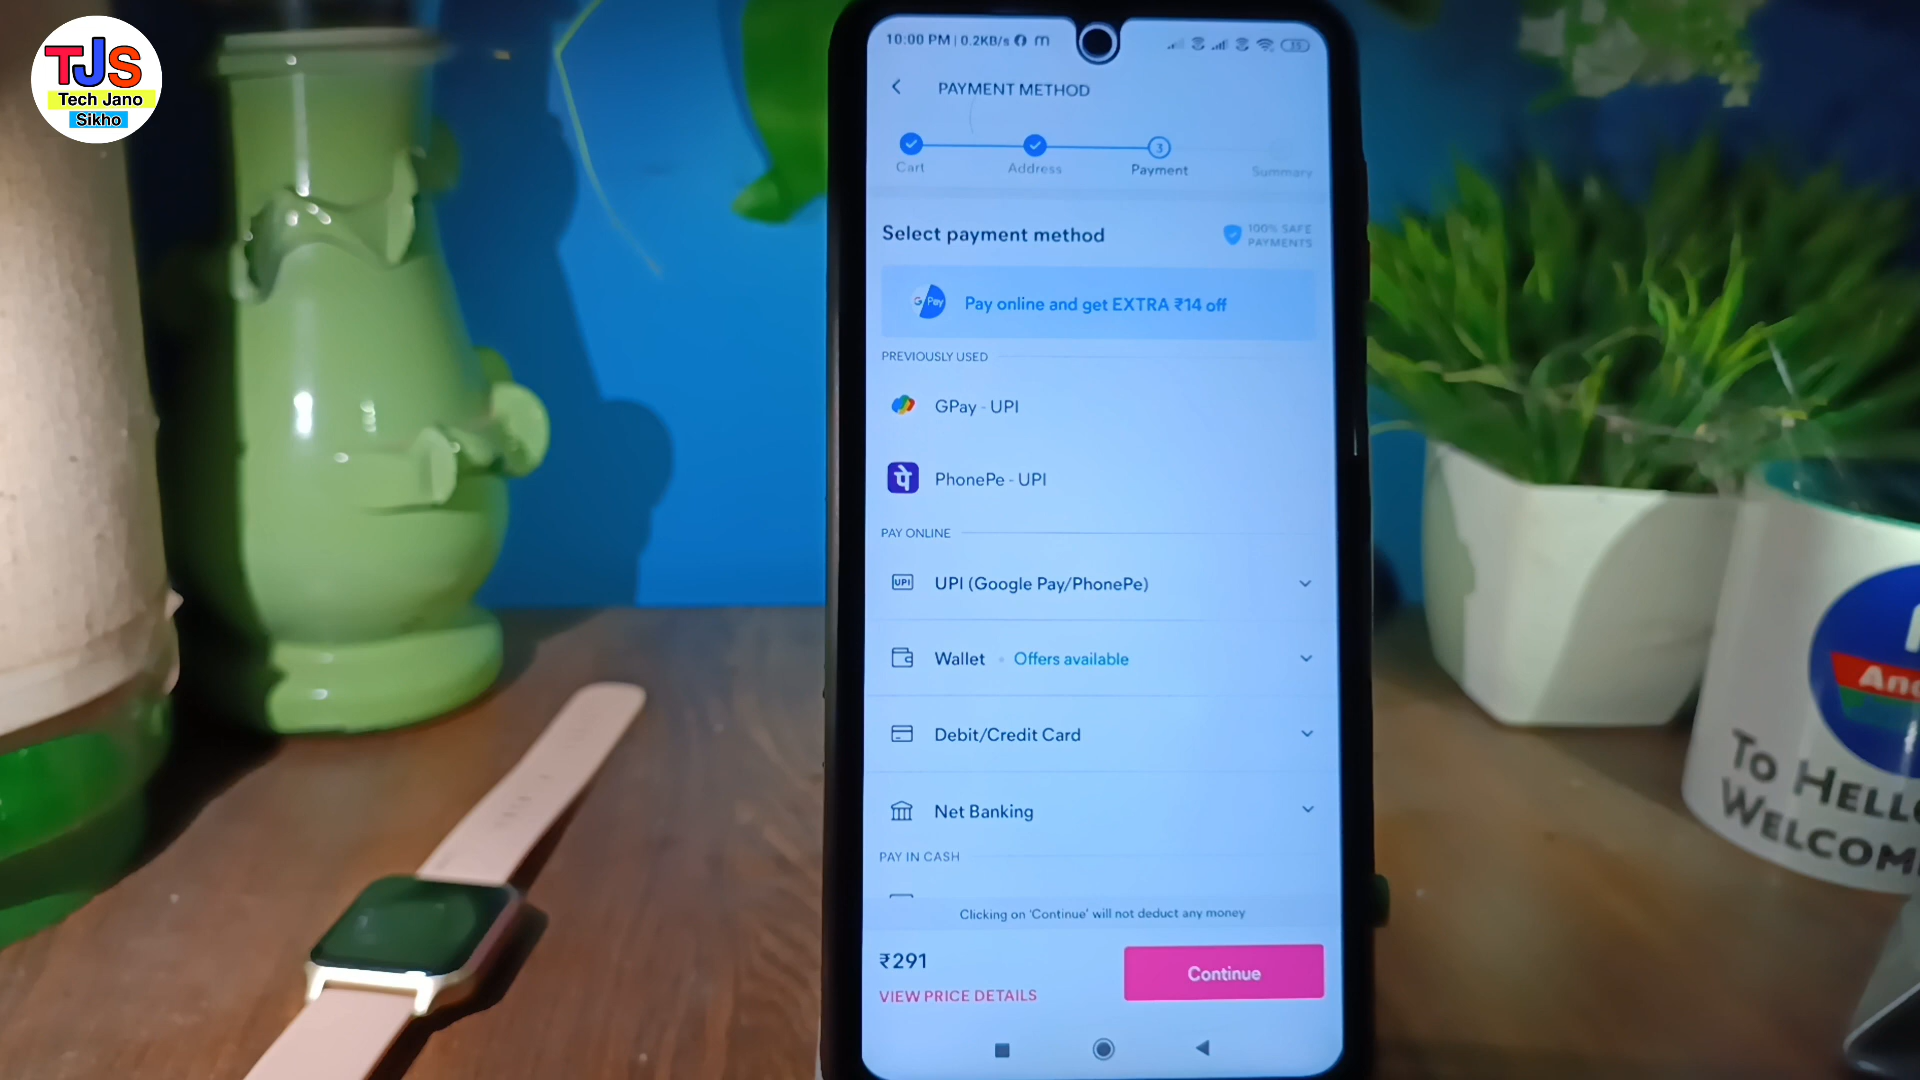 TJS
Tech Jano
Sikho
10:00 PM | 0.2KB/s
PAYMENT METHOD
3
Cart
Address
Payment
Summary
Select payment method
100% SAFE
PAYMENTS
G Pay
Pay online and get EXTRA ₹14 off
PREVIOUSLY USED
GPay - UPI
पे
PhonePe - UPI
PAY ONLINE
UPI
UPI (Google Pay/PhonePe)
Wallet • Offers available
Debit/Credit Card
Net Banking
PAY IN CASH
Clicking on 'Continue' will not deduct any money
₹291
Continue
VIEW PRICE DETAILS
To HELLO
WELCOM